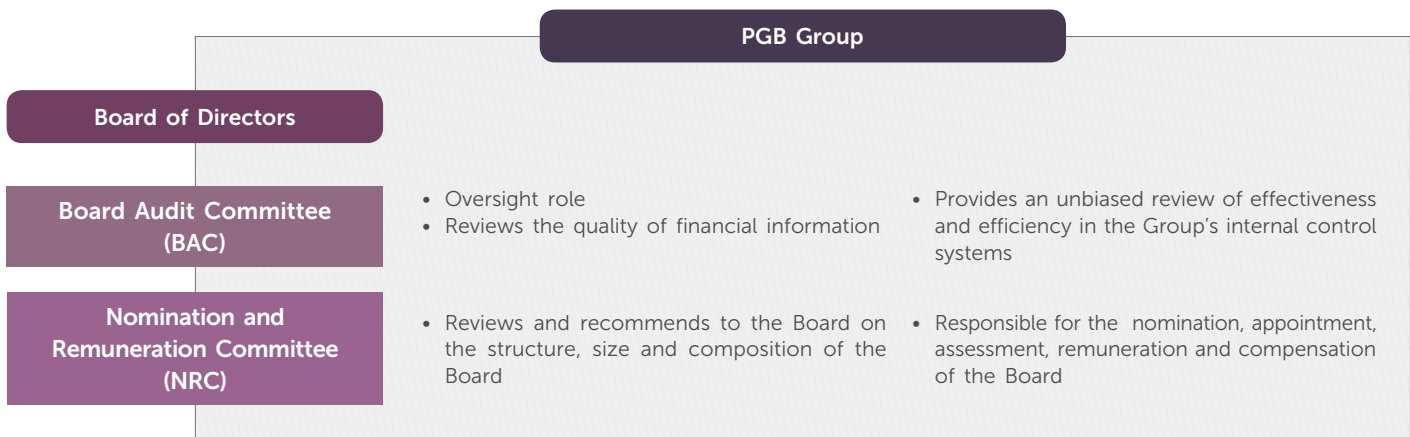 PGB Group
Board of Directors
Board Audit Committee
(BAC)
• Oversight role
• Reviews the quality of financial information
• Provides an unbiased review of effectiveness
and efficiency in the Group’s internal control
systems
Nomination and
Remuneration Committee
(NRC)
• Reviews and recommends to the Board on
the structure, size and composition of the
Board
• Responsible for the nomination, appointment,
assessment, remuneration and compensation
of the Board